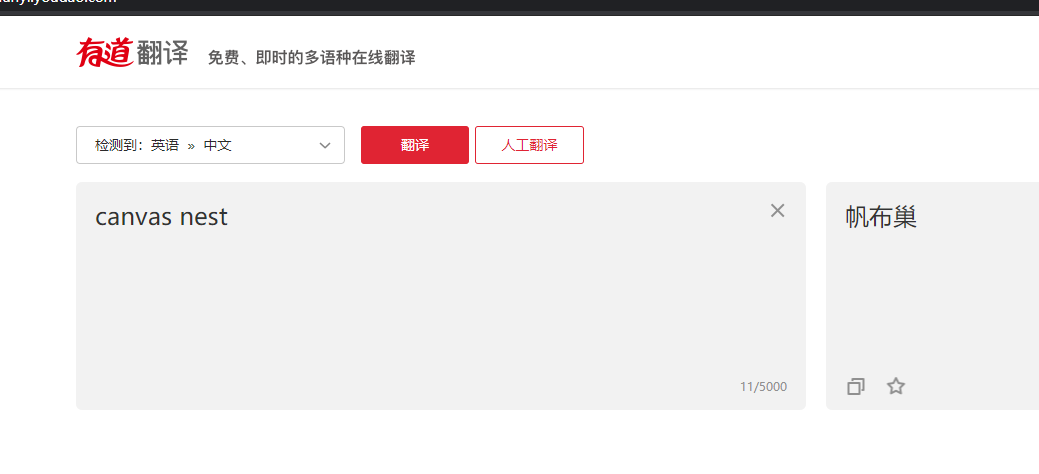 有道翻译 免费、即时的多语种在线翻译
检测到：英语 » 中文 翻译 人工翻译
canvas nest
帆布巢
11/5000